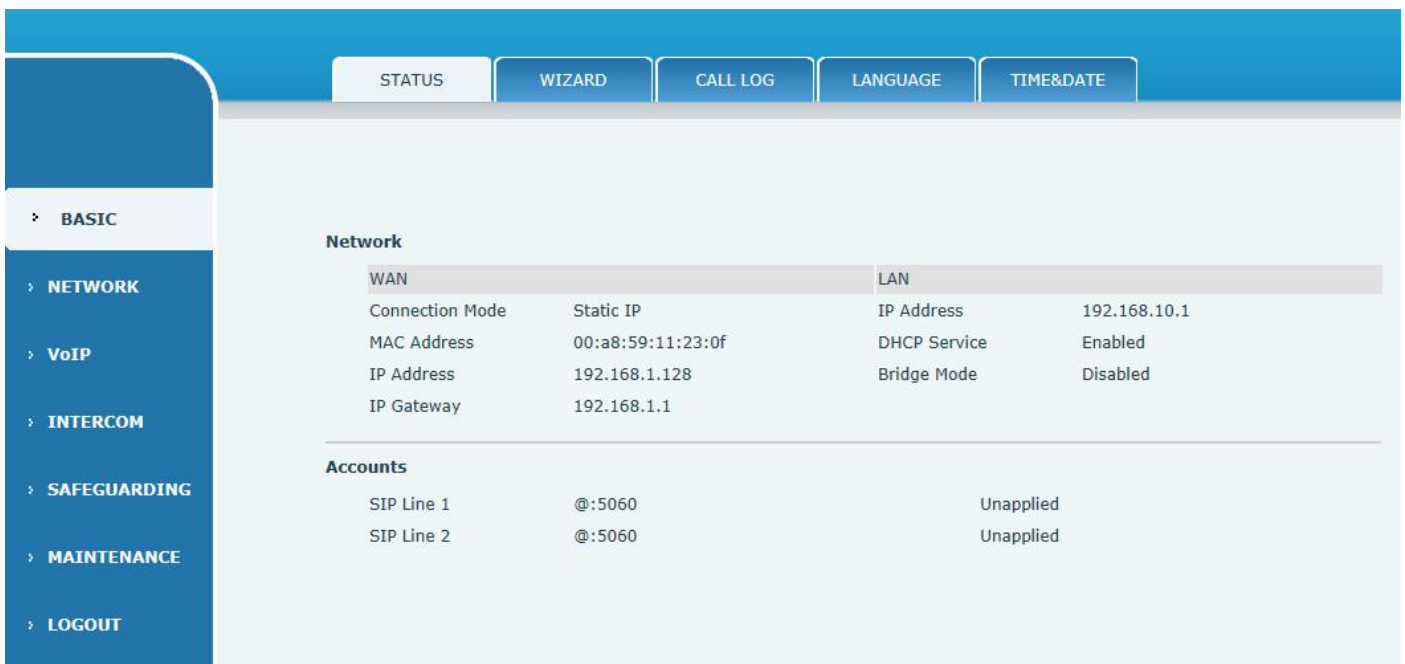 STATUS WIZARD CALL LOG LANGUAGE TIME&DATE
BASIC
NETWORK
VoIP
INTERCOM
SAFEGUARDING
MAINTENANCE
LOGOUT
Network
WAN LAN
Connection Mode Static IP IP Address 192.168.10.1
MAC Address 00:a8:59:11:23:0f DHCP Service Enabled
IP Address 192.168.1.128 Bridge Mode Disabled
IP Gateway 192.168.1.1
Accounts
SIP Line 1 @:5060 Unapplied
SIP Line 2 @:5060 Unapplied